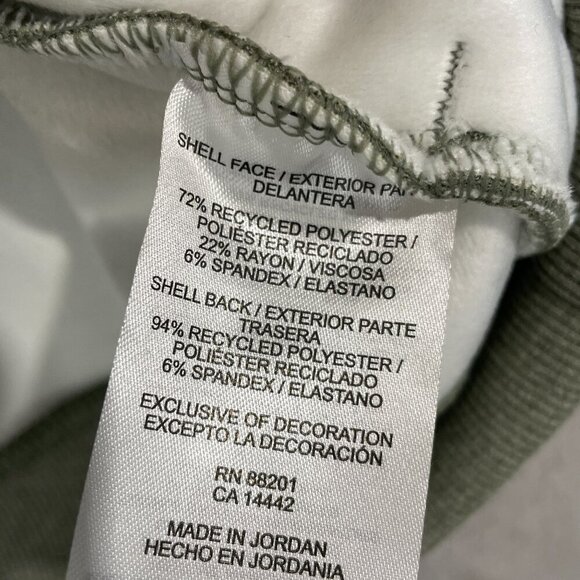 SHELL FACE / EXTERIOR
DELANTERA
72% RECYCLED POLYESTER /
POLIÉSTER RECICLADO
22% RAYON / VISCOSA
6% SPANDEX / ELASTANO
SHELL BACK / EXTERIOR PARTE
TRASERA
94% RECYCLED POLYESTER /
POLIÉSTER RECICLADO
6% SPANDEX / ELASTANO
EXCLUSIVE OF DECORATION
EXCEPTO LA DECORACIÓN
RN 88201
CA 14442
MADE IN JORDAN
HECHO EN JORDANIA